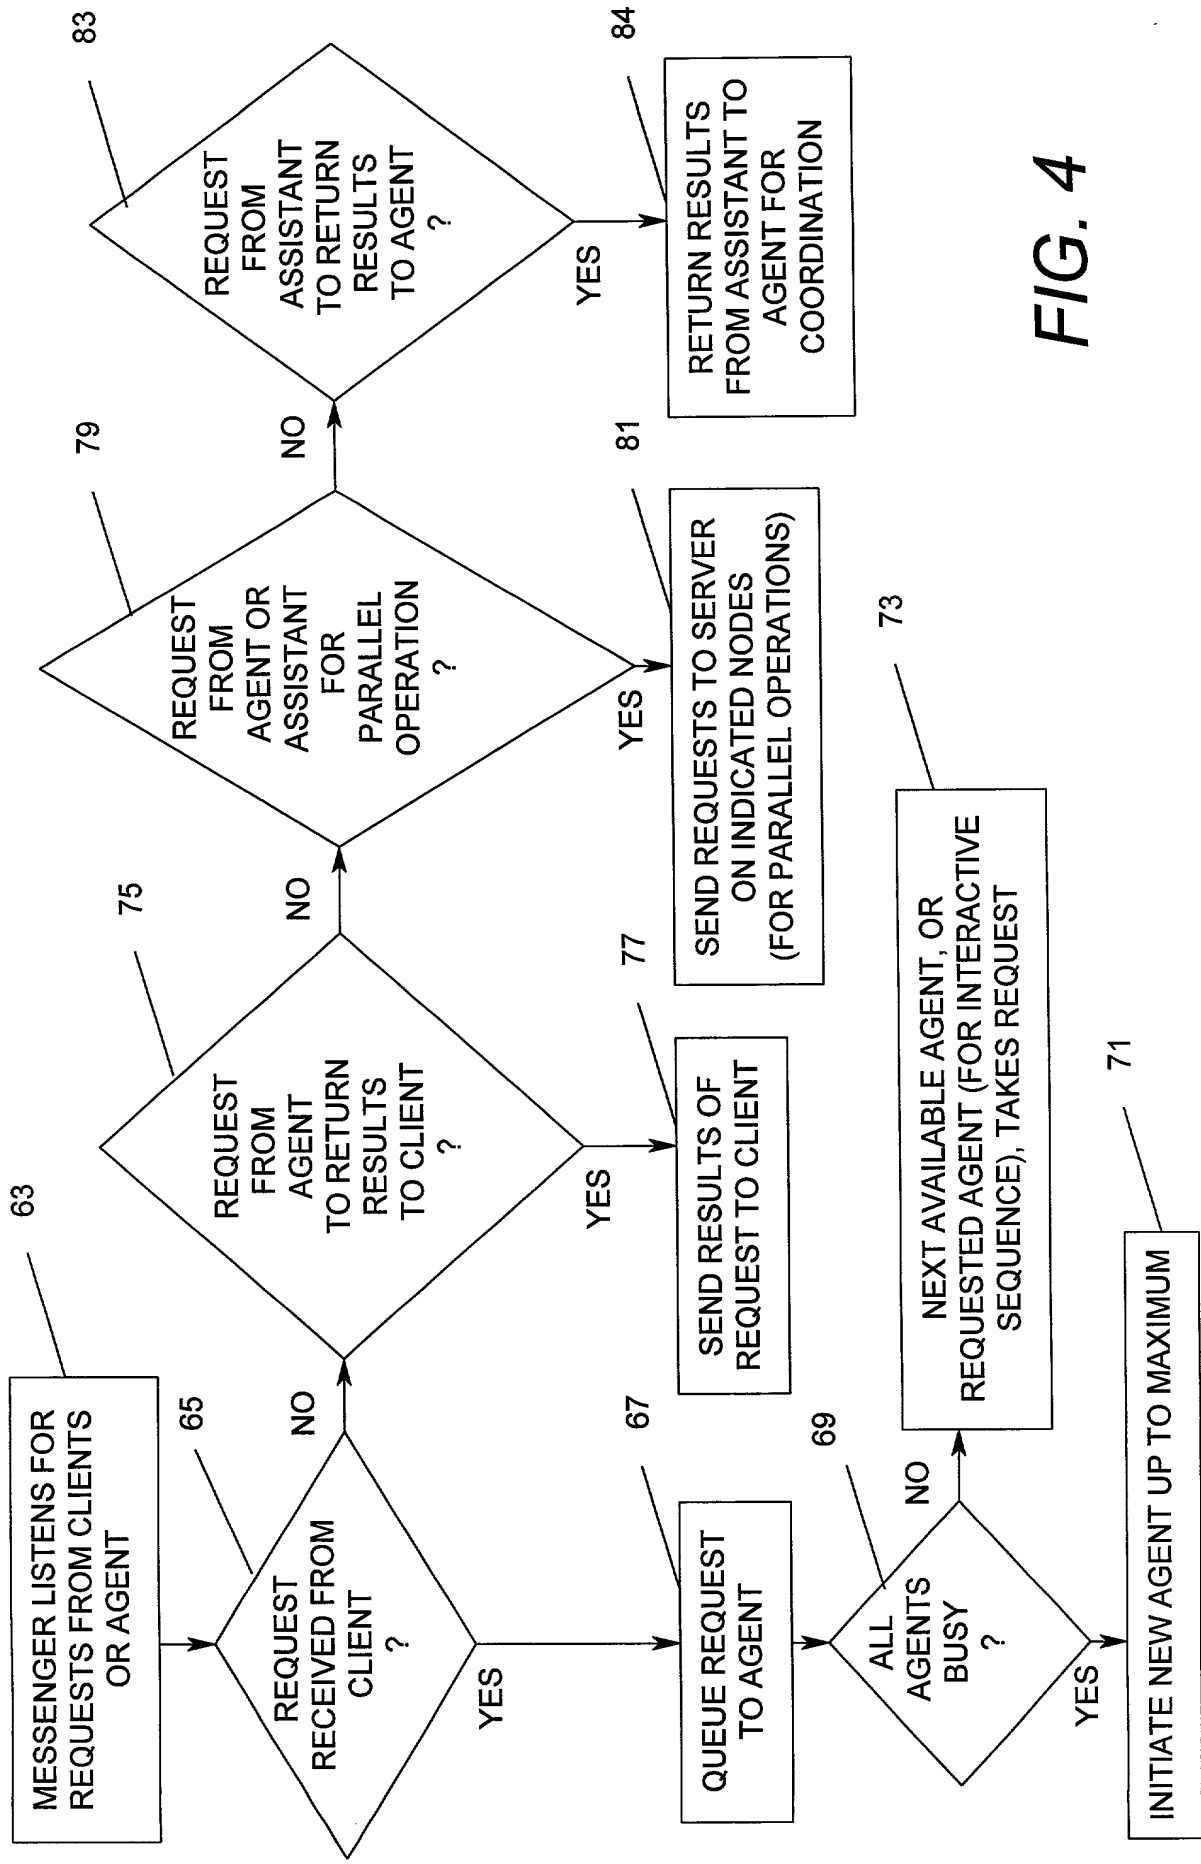 63
MESSENGER LISTENS FOR
REQUESTS FROM CLIENTS
OR AGENT
65
REQUEST
RECEIVED FROM
CLIENT
?
NO
YES
75
REQUEST
FROM
AGENT
TO RETURN
RESULTS
TO CLIENT
?
NO
YES
79
REQUEST
FROM
AGENT OR
ASSISTANT
FOR
PARALLEL
OPERATION
?
NO
YES
83
REQUEST
FROM
ASSISTANT
TO RETURN
RESULTS
TO AGENT
?
YES
67
QUEUE REQUEST
TO AGENT
77
SEND RESULTS OF
REQUEST TO CLIENT
81
SEND REQUESTS TO SERVER
ON INDICATED NODES
(FOR PARALLEL OPERATIONS)
84
RETURN RESULTS
FROM ASSISTANT TO
AGENT FOR
COORDINATION
69
ALL
AGENTS
BUSY
?
NO
YES
73
NEXT AVAILABLE AGENT, OR
REQUESTED AGENT (FOR INTERACTIVE
SEQUENCE), TAKES REQUEST
71
INITIATE NEW AGENT UP TO MAXIMUM
FIG. 4